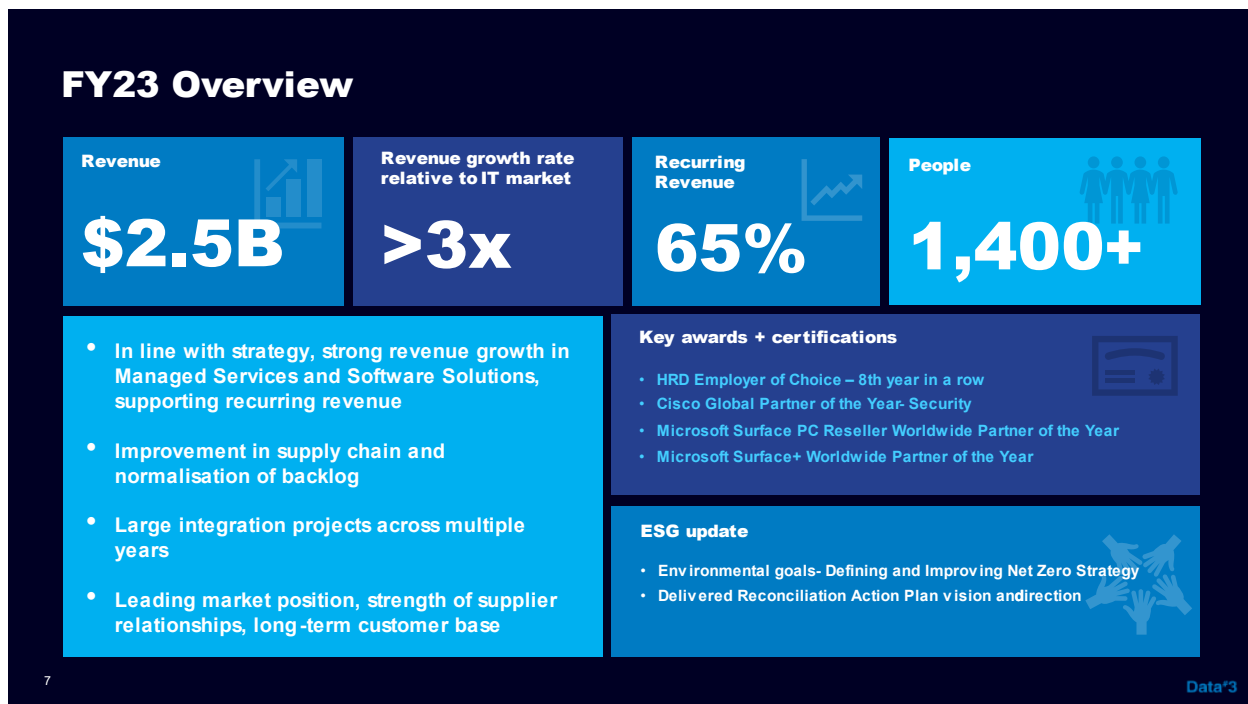 FY23 Overview
Revenue
$2.5B
Revenue growth rate
relative to IT market
>3x
Recurring
Revenue
65%
People
1,400+
• In line with strategy, strong revenue growth in
Managed Services and Software Solutions,
supporting recurring revenue
• Improvement in supply chain and
normalisation of backlog
• Large integration projects across multiple
years
• Leading market position, strength of supplier
relationships, long-term customer base
Key awards + certifications
• HRD Employer of Choice – 8th year in a row
• Cisco Global Partner of the Year- Security
• Microsoft Surface PC Reseller Worldwide Partner of the Year
• Microsoft Surface+ Worldwide Partner of the Year
ESG update
• Environmental goals- Defining and Improving Net Zero Strategy
• Delivered Reconciliation Action Plan vision andirection
7
Data#3